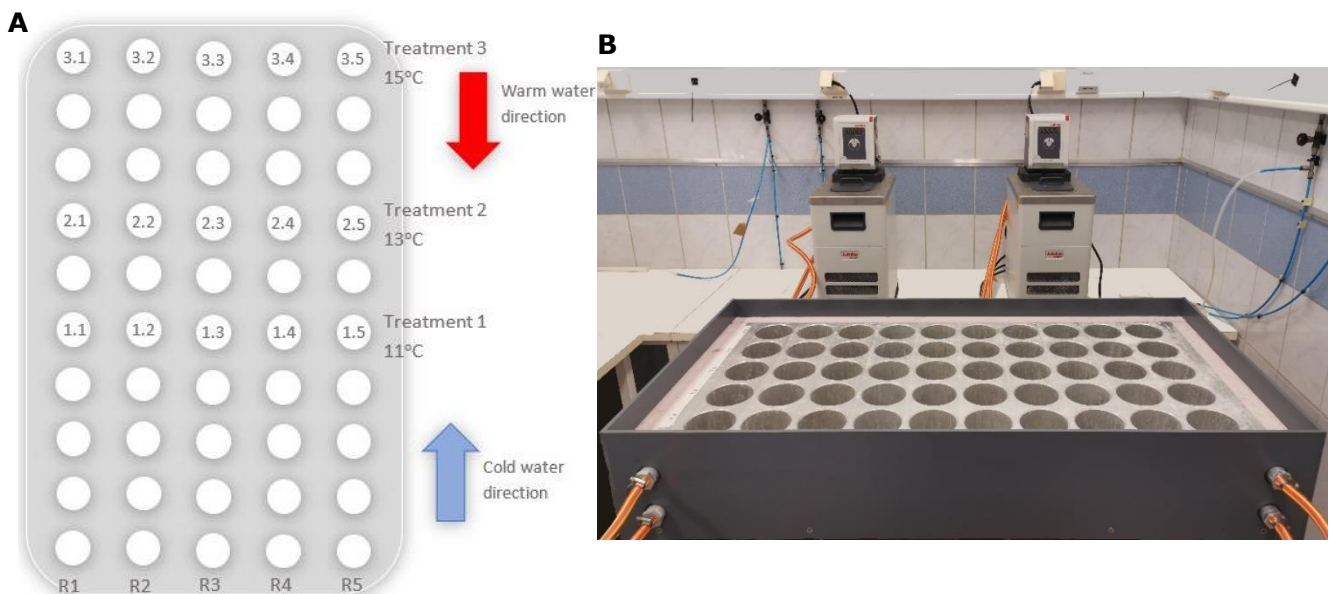 A
3.1 3.2 3.3 3.4 3.5
Treatment 3
15°C
Warm water
direction
2.1 2.2 2.3 2.4 2.5
Treatment 2
13°C
1.1 1.2 1.3 1.4 1.5
Treatment 1
11°C
Cold water
direction
R1 R2 R3 R4 R5
B